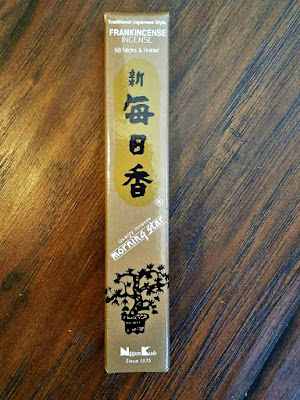 Traditional Japanese Style
FRANKINCENSE
INCENSE
50 Sticks & Holder
新
毎
日
香
Quality Incense
morning star
Nippon Kodo
Since 1575